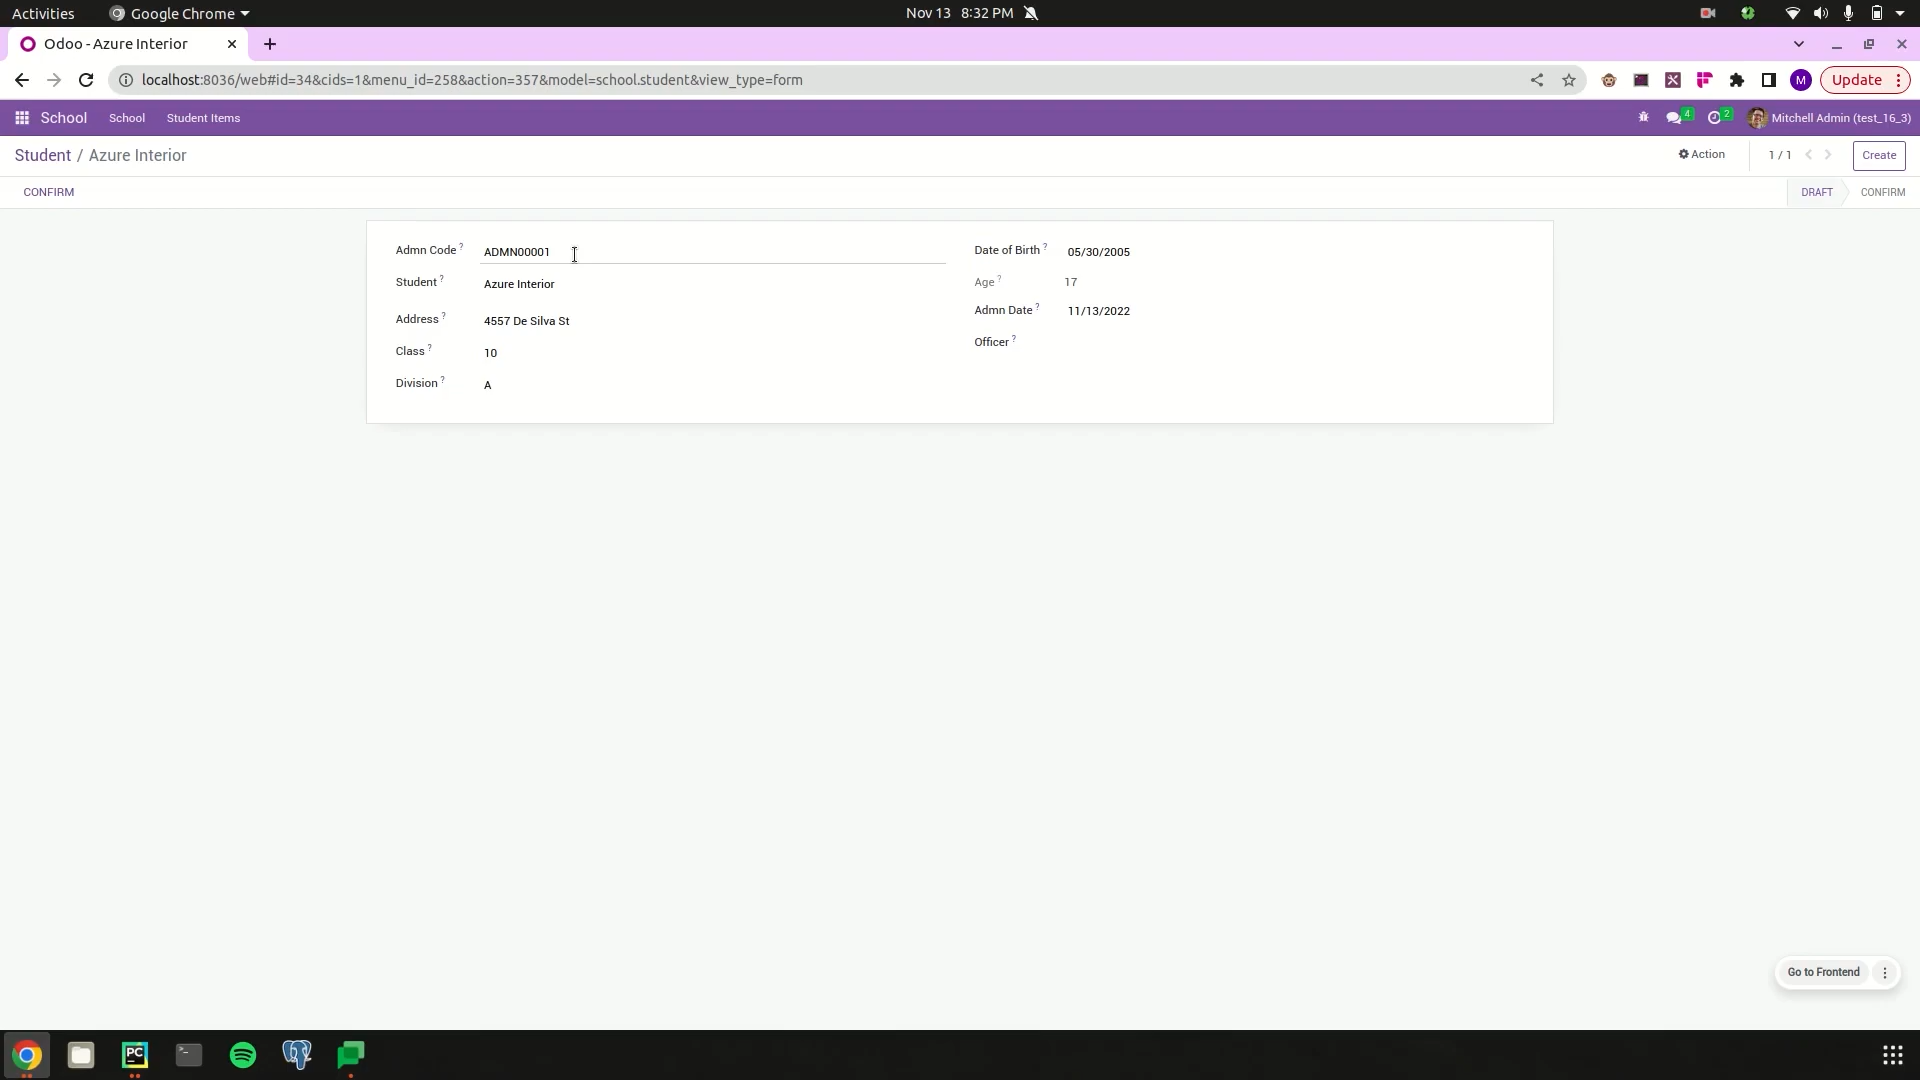 Activities Google Chrome Nov 13 8:32 PM
Odoo - Azure Interior
localhost:8036/web#id=34&cids=1&menu_id=258&action=357&model=school.student&view_type=form M Update
School School Student Items 4 2 Mitchell Admin (test_16_3)
Student / Azure Interior Action 1 / 1 Create
CONFIRM DRAFT CONFIRM
Admn Code ? ADMN00001
Student ? Azure Interior
Address ? 4557 De Silva St
Class ? 10
Division ? A
Date of Birth ? 05/30/2005
Age ? 17
Admn Date ? 11/13/2022
Officer ?
Go to Frontend
PC